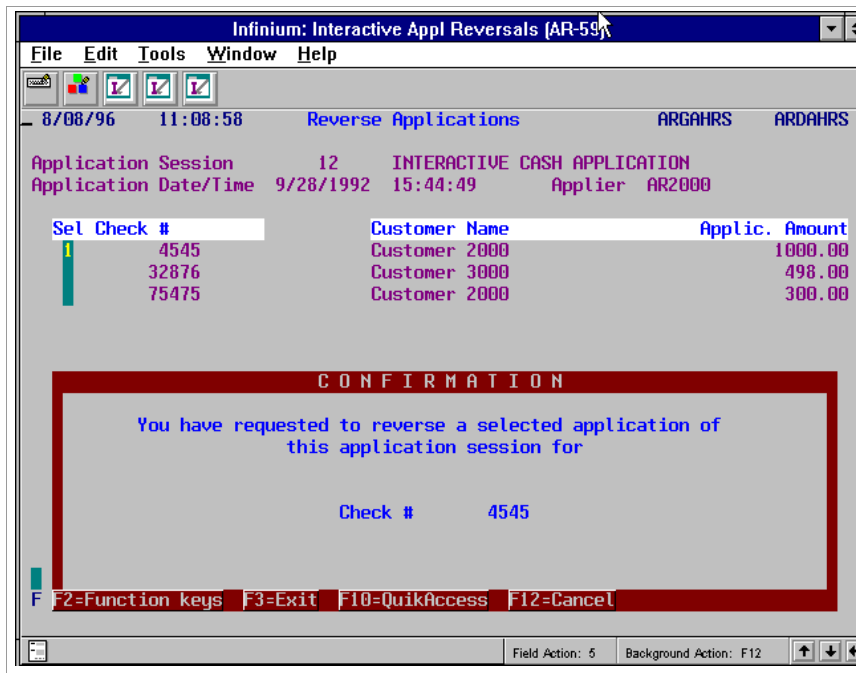 Infinium: Interactive Appl Reversals (AR-59)
File Edit Tools Window Help
8/08/96 11:08:58 Reverse Applications ARGAHRS ARDAHRS
Application Session 12 INTERACTIVE CASH APPLICATION
Application Date/Time 9/28/1992 15:44:49 Applier AR2000
Sel Check # Customer Name Applic. Amount
1 4545 Customer 2000 1000.00
32876 Customer 3000 498.00
75475 Customer 2000 300.00
C O N F I R M A T I O N
You have requested to reverse a selected application of
this application session for
Check # 4545
F F2=Function keys F3=Exit F10=QuikAccess F12=Cancel
Field Action: 5 Background Action: F12